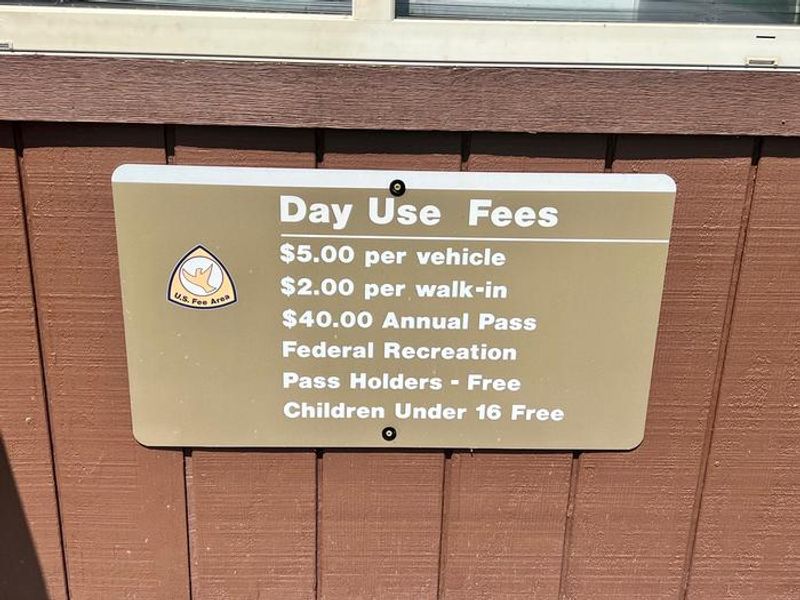 Day Use Fees
$5.00 per vehicle
$2.00 per walk-in
$40.00 Annual Pass
Federal Recreation
Pass Holders - Free
Children Under 16 Free
U.S. Fee Area